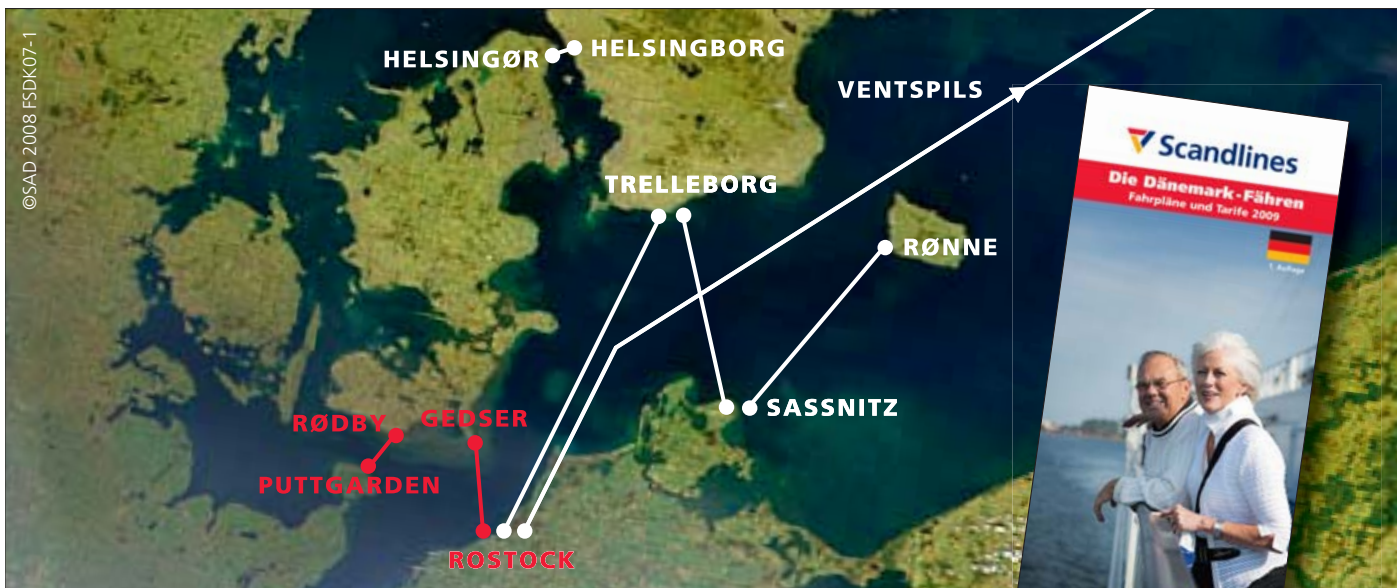 ©SAD 2008 FSDK07-1
HELSINGØR
HELSINGBORG
VENTSPILS
TRELLEBORG
RØNNE
SASSNITZ
RØDBY
GEDSER
PUTTGARDEN
ROSTOCK
Scandlines
Die Dänemark-Fähren
Fahrpläne und Tarife 2009
1. Auflage